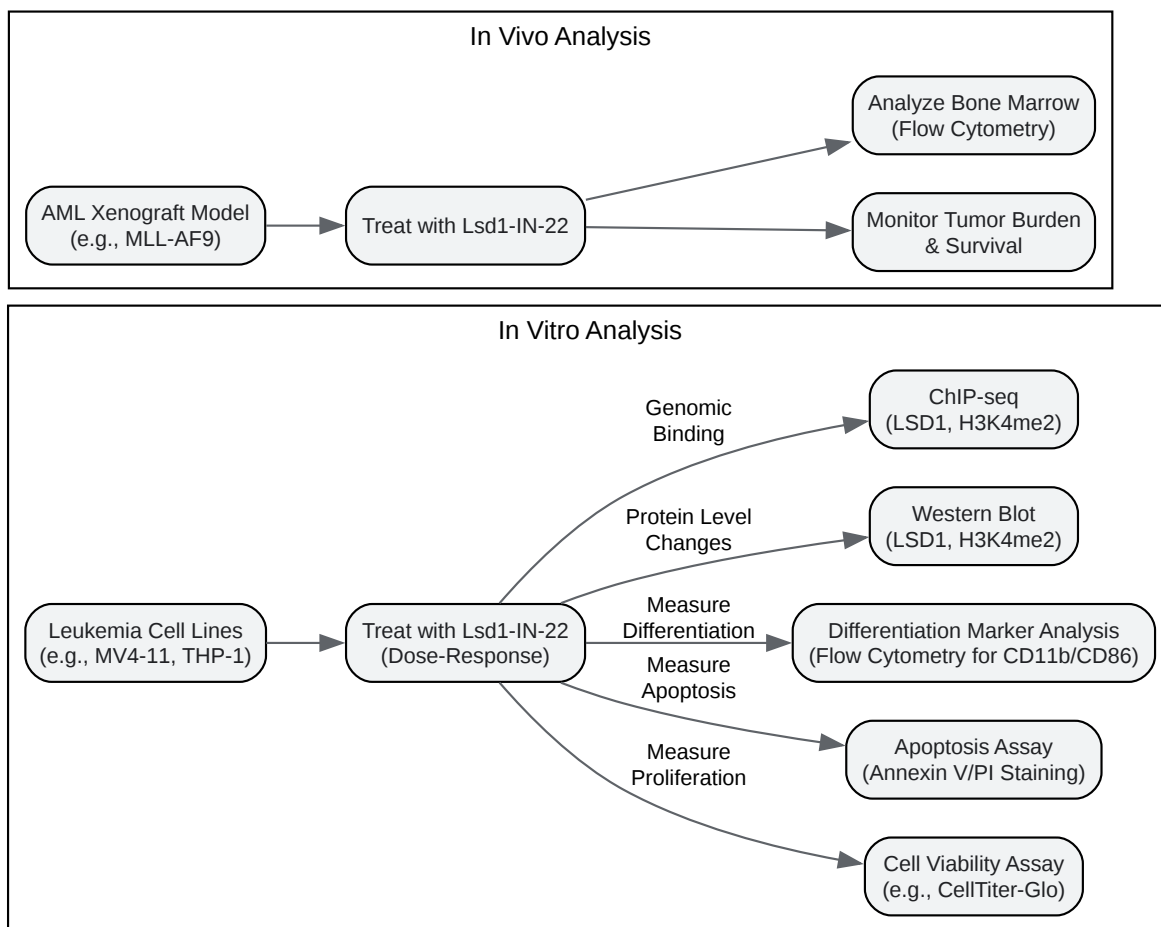 In Vivo Analysis
Analyze Bone Marrow
(Flow Cytometry)
AML Xenograft Model
(e.g., MLL-AF9)
Treat with Lsd1-IN-22
Monitor Tumor Burden
& Survival
In Vitro Analysis
Genomic
Binding
ChIP-seq
(LSD1, H3K4me2)
Protein Level
Changes
Western Blot
(LSD1, H3K4me2)
Leukemia Cell Lines
(e.g., MV4-11, THP-1)
Treat with Lsd1-IN-22
(Dose-Response)
Measure
Differentiation
Differentiation Marker Analysis
(Flow Cytometry for CD11b/CD86)
Measure
Apoptosis
Apoptosis Assay
(Annexin V/PI Staining)
Measure
Proliferation
Cell Viability Assay
(e.g., CellTiter-Glo)